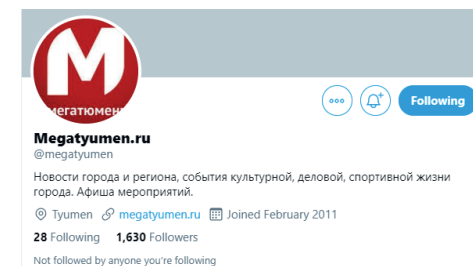 М
мегатюмен
Following
Megatyumen.ru
@megatyumen
Новости города и региона, события культурной, деловой, спортивной жизни
города. Афиша мероприятий.
Tyumen megatyumen.ru Joined February 2011
28 Following 1,630 Followers
Not followed by anyone you're following